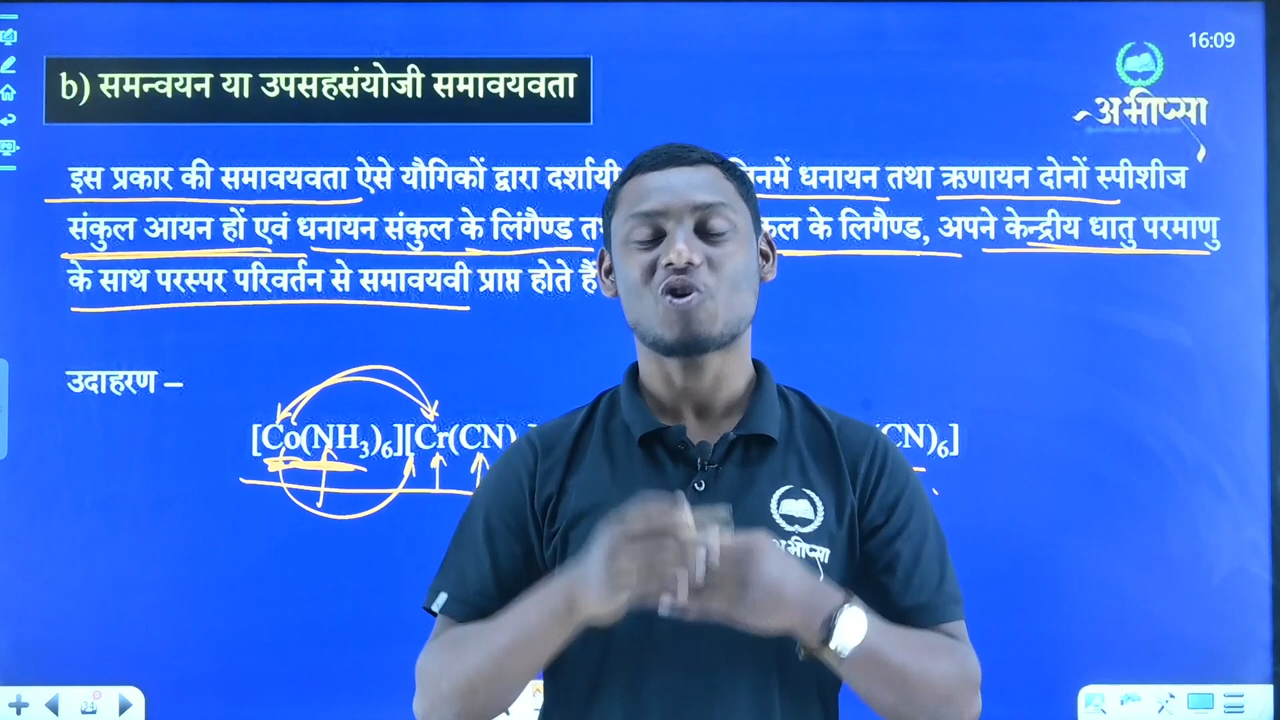 16:09
अभीप्सा
b) समन्वयन या उपसहसंयोजी समावयवता
इस प्रकार की समावयवता ऐसे यौगिकों द्वारा धनायन तथा ऋणायन दोनों स्पीशीज
संकुल आयन हों एवं धनायन संकुल के लिंगैण्ड के लिगैण्ड, अपने केन्द्रीय धातु परमाणु
के साथ परस्पर परिवर्तन से समावयवी प्राप्त होते हैं
उदाहरण –
[Co(NH₃)₆][Cr(CN) CN)₆]
अभीप्सा
34